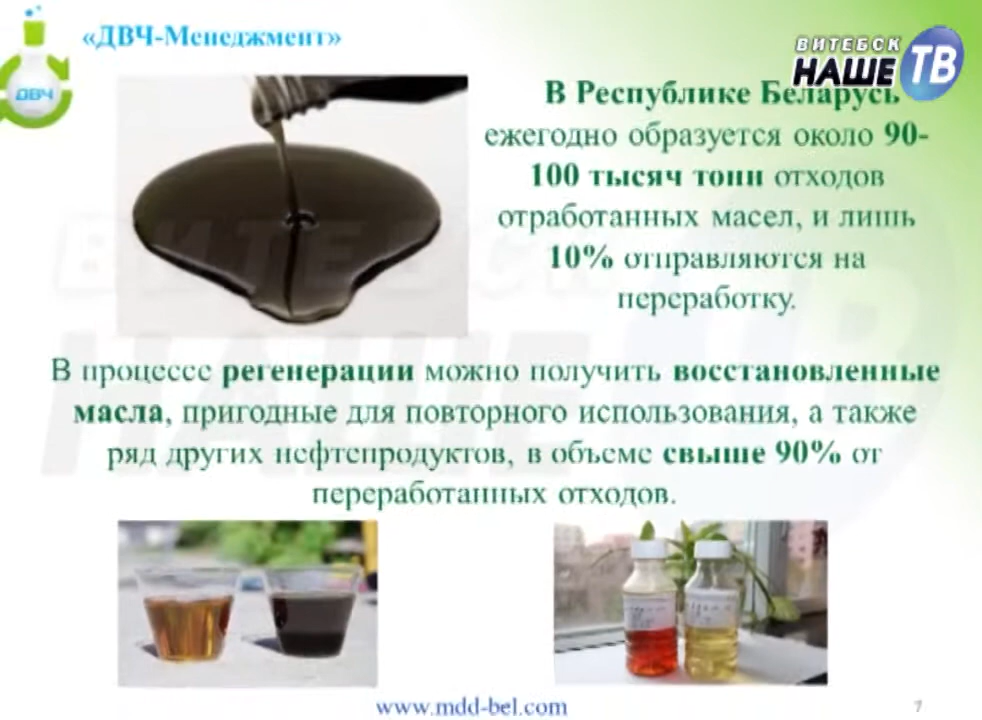 «ДВЧ-Менеджмент»
ДВЧ
ВИТЕБСК
НАШЕ ТВ
В Республике Беларусь
ежегодно образуется около 90-
100 тысяч тонн отходов
отработанных масел, и лишь
10% отправляются на
переработку.
В процессе регенерации можно получить восстановленные
масла, пригодные для повторного использования, а также
ряд других нефтепродуктов, в объеме свыше 90% от
переработанных отходов.
www.mdd-bel.com
7